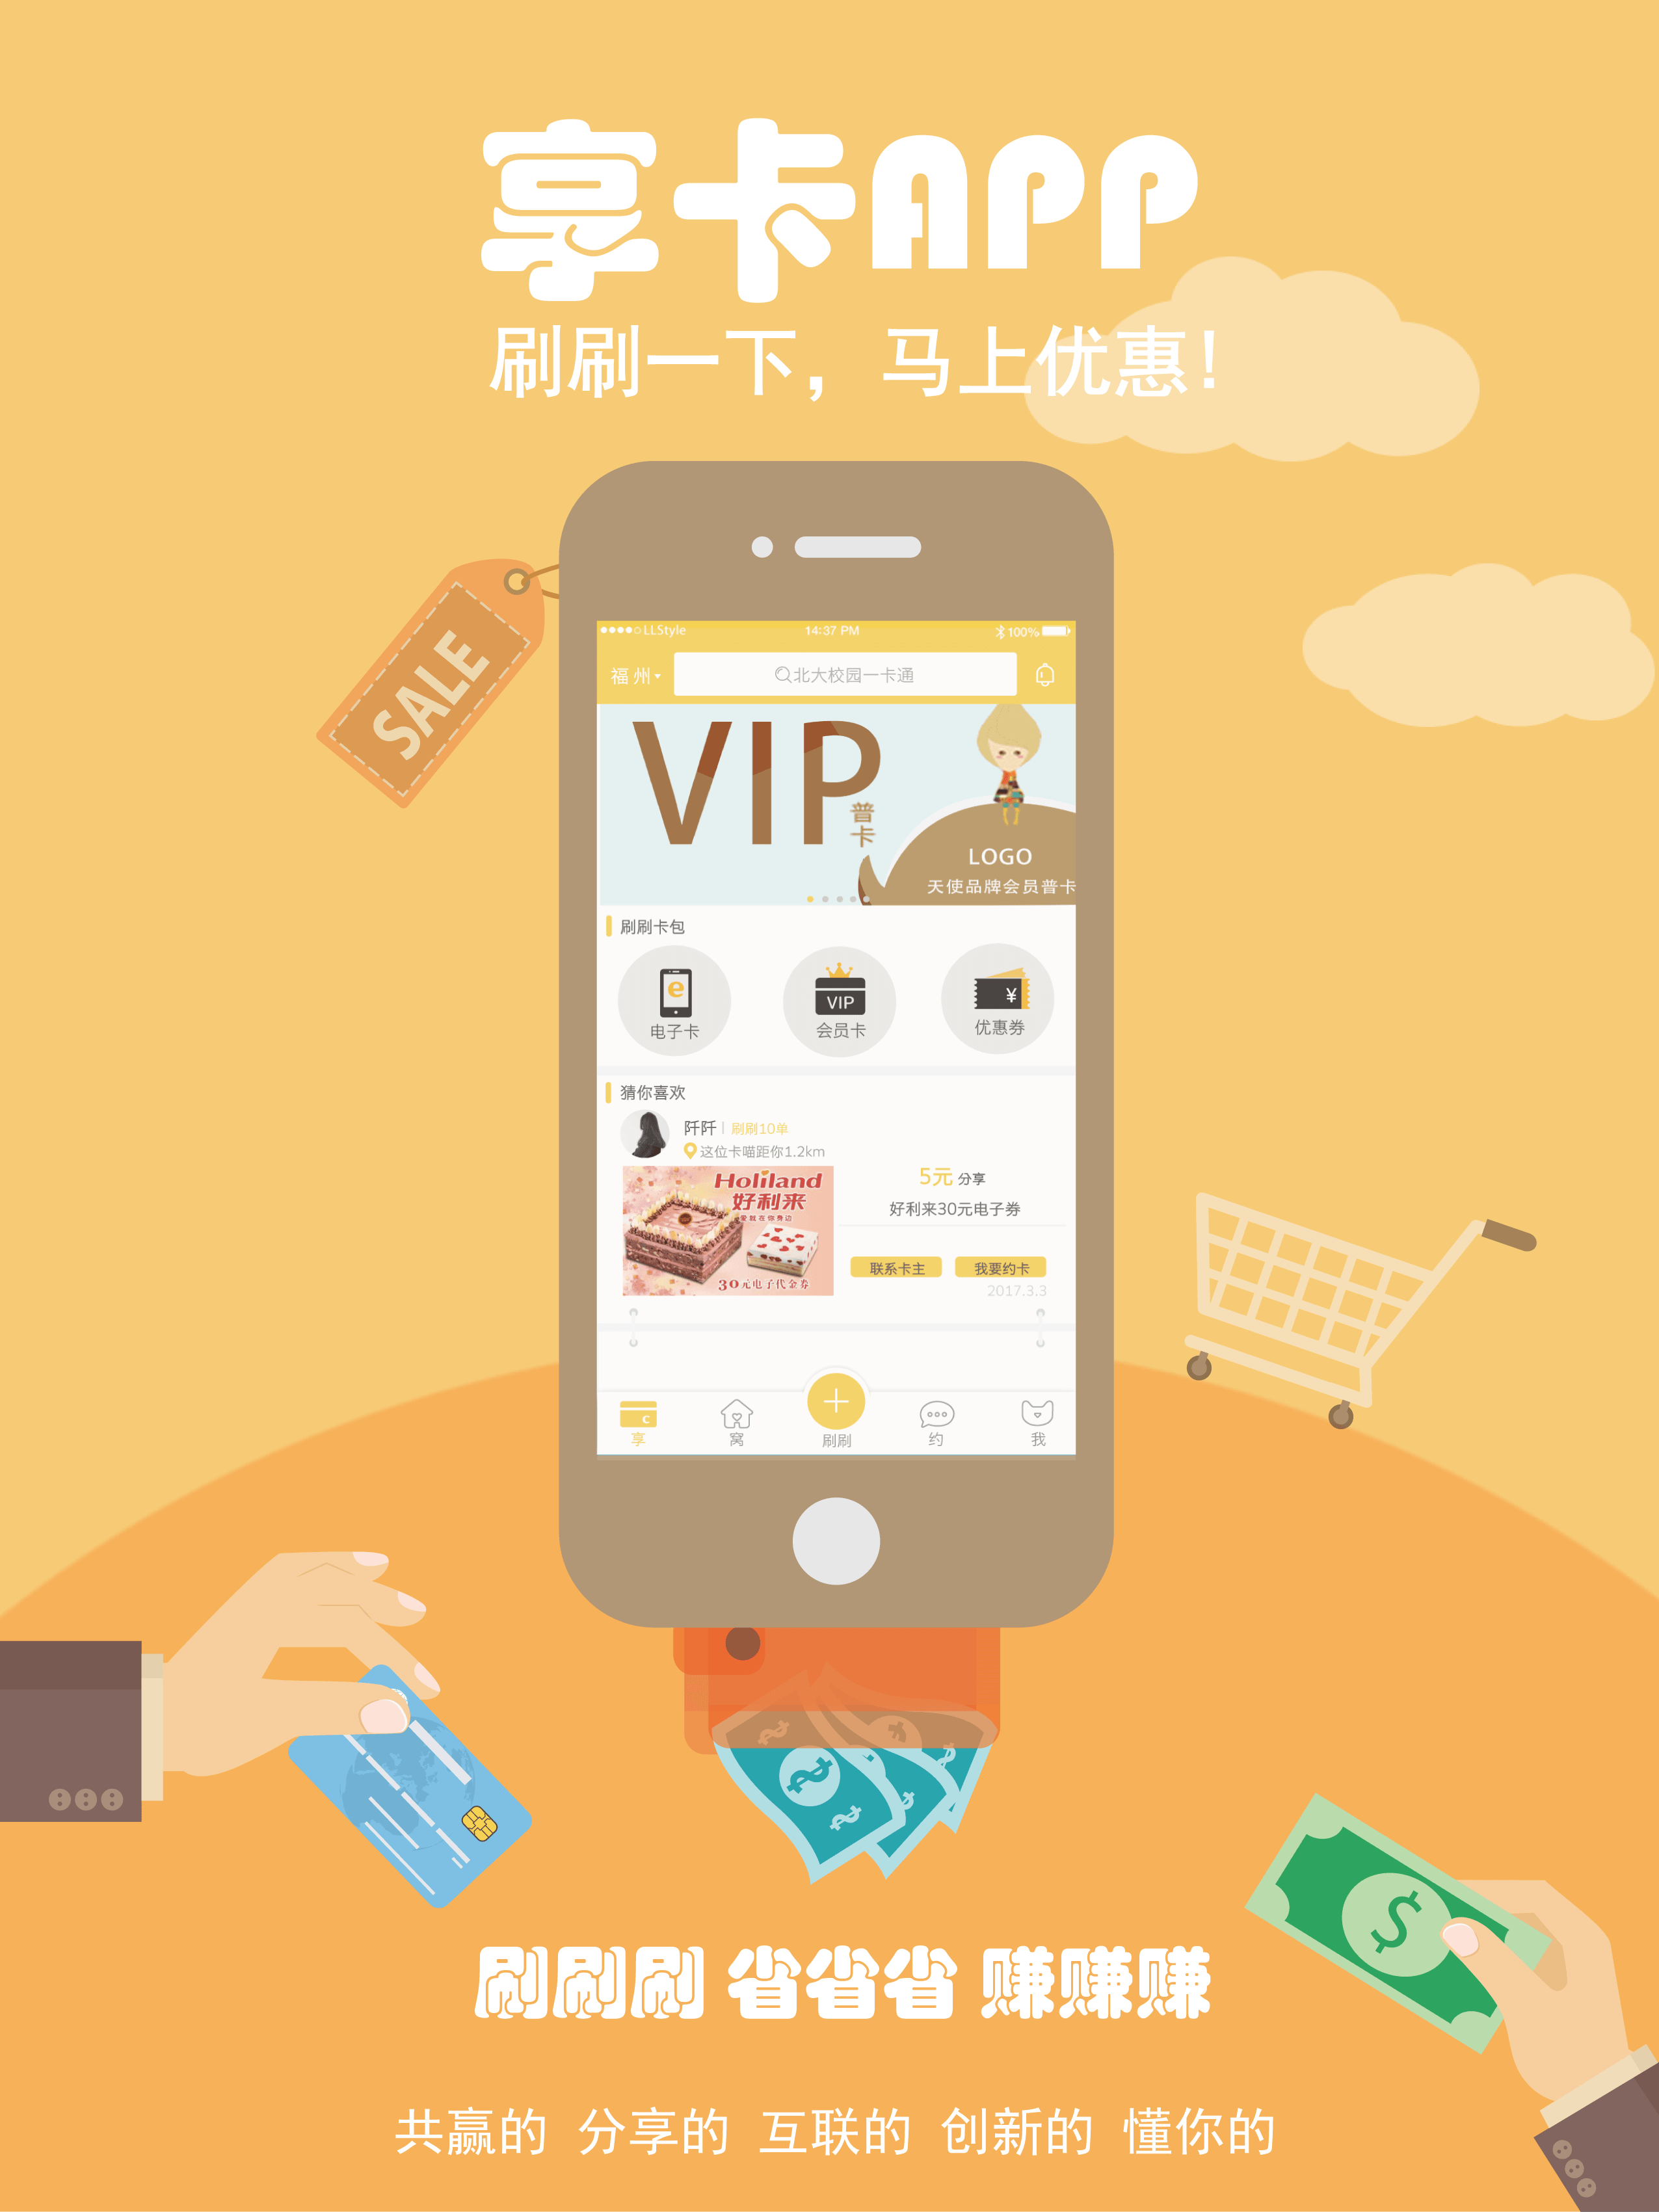 享卡APP
刷刷一下，马上优惠！
SALE
LLStyle 14:37 PM 100%
福州 北大校园一卡通
VIP
普卡
LOGO
天使品牌会员普卡
刷刷卡包
e
VIP
¥
电子卡 会员卡 优惠券
猜你喜欢
阡阡 | 刷刷10单
这位卡喵距你1.2km
Holiland
好利来
爱就在你身边
30元电子代金券
5元 分享
好利来30元电子券
联系卡主 我要约卡
2017.3.3
c
享 窝 刷刷 约 我
$
刷刷刷 省省省 赚赚赚
共赢的 分享的 互联的 创新的 懂你的